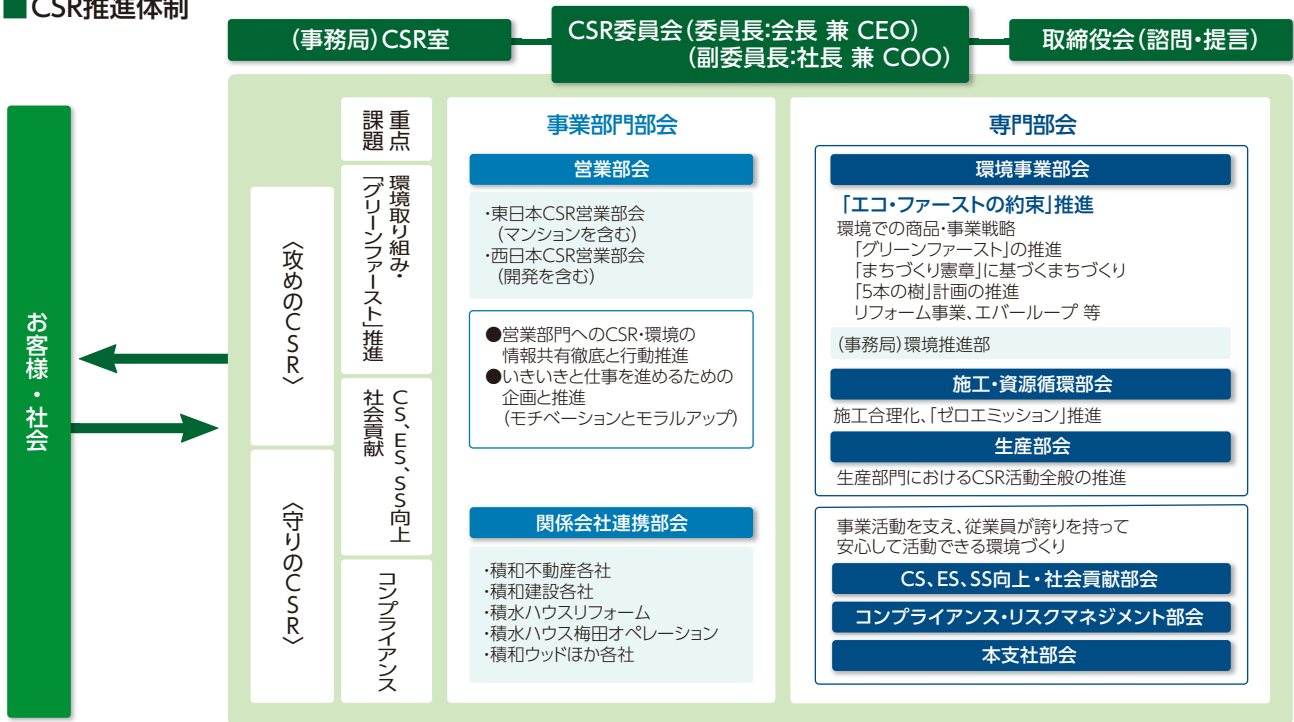 ■CSR推進体制
(事務局)CSR室
CSR委員会(委員長:会長 兼 CEO)
(副委員長:社長 兼 COO)
取締役会(諮問・提言)
お客様・社会
〈攻めのCSR〉
〈守りのCSR〉
重点
課題
環境取り組み・
「グリーンファースト」推進
CS、ES、SS向上
社会貢献
コンプライアンス
事業部門部会
営業部会
・東日本CSR営業部会
(マンションを含む)
・西日本CSR営業部会
(開発を含む)
●営業部門へのCSR・環境の
情報共有徹底と行動推進
●いきいきと仕事を進めるための
企画と推進
(モチベーションとモラルアップ)
関係会社連携部会
・積和不動産各社
・積和建設各社
・積水ハウスリフォーム
・積水ハウス梅田オペレーション
・積和ウッドほか各社
専門部会
環境事業部会
「エコ・ファーストの約束」推進
環境での商品・事業戦略
「グリーンファースト」の推進
「まちづくり憲章」に基づくまちづくり
「5本の樹」計画の推進
リフォーム事業、エバーループ 等
(事務局)環境推進部
施工・資源循環部会
施工合理化、「ゼロエミッション」推進
生産部会
生産部門におけるCSR活動全般の推進
事業活動を支え、従業員が誇りを持って
安心して活動できる環境づくり
CS、ES、SS向上・社会貢献部会
コンプライアンス・リスクマネジメント部会
本支社部会